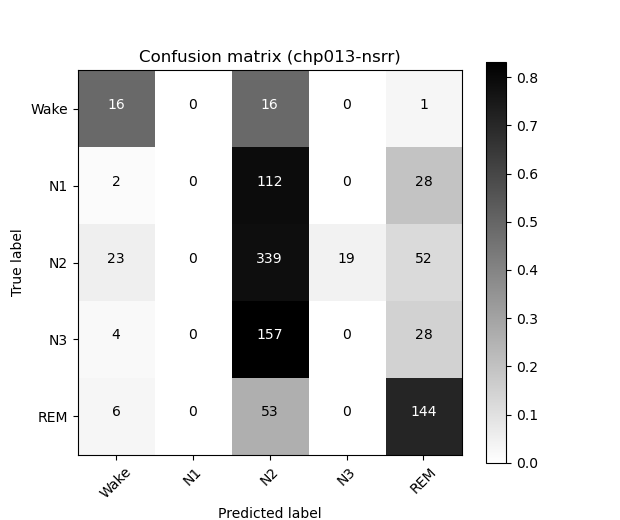 Confusion matrix (chp013-nsrr)
Wake 16 0 16 0 1
N1 2 0 112 0 28
N2 23 0 339 19 52
N3 4 0 157 0 28
REM 6 0 53 0 144
Wake N1 N2 N3 REM
True label
Predicted label
0.8
0.7
0.6
0.5
0.4
0.3
0.2
0.1
0.0